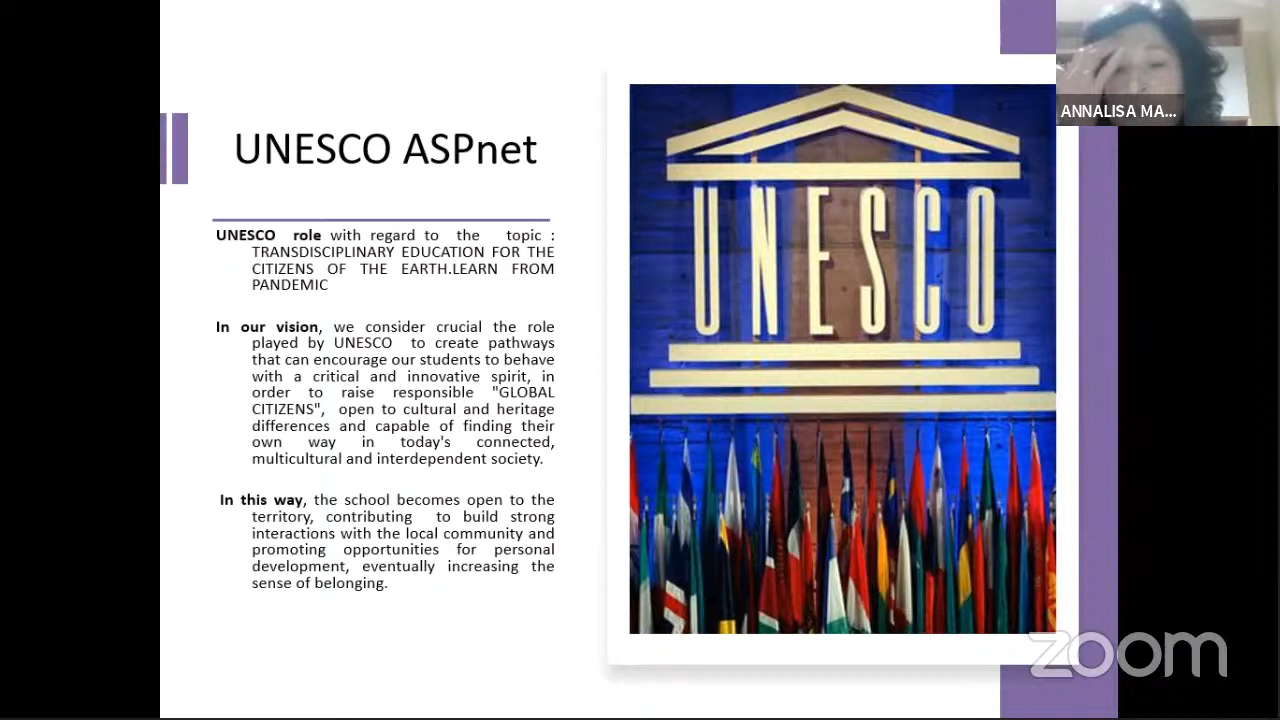 ANNALISA MA...
UNESCO ASPnet
UNESCO role with regard to the topic :
TRANSDISCIPLINARY EDUCATION FOR THE
CITIZENS OF THE EARTH.LEARN FROM
PANDEMIC
In our vision, we consider crucial the role
played by UNESCO to create pathways
that can encourage our students to behave
with a critical and innovative spirit, in
order to raise responsible "GLOBAL
CITIZENS", open to cultural and heritage
differences and capable of finding their
own way in today's connected,
multicultural and interdependent society.
In this way, the school becomes open to the
territory, contributing to build strong
interactions with the local community and
promoting opportunities for personal
development, eventually increasing the
sense of belonging.
UNESCO
zoom